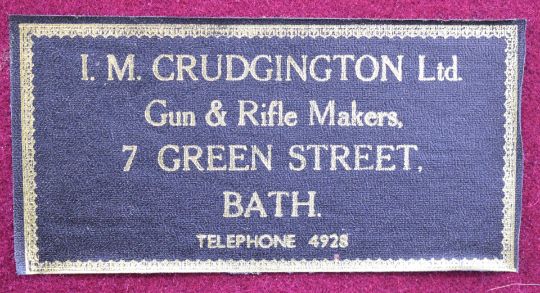 I. M. CRUDGINGTON Ltd.
Gun & Rifle Makers,
7 GREEN STREET,
BATH.
TELEPHONE 4928